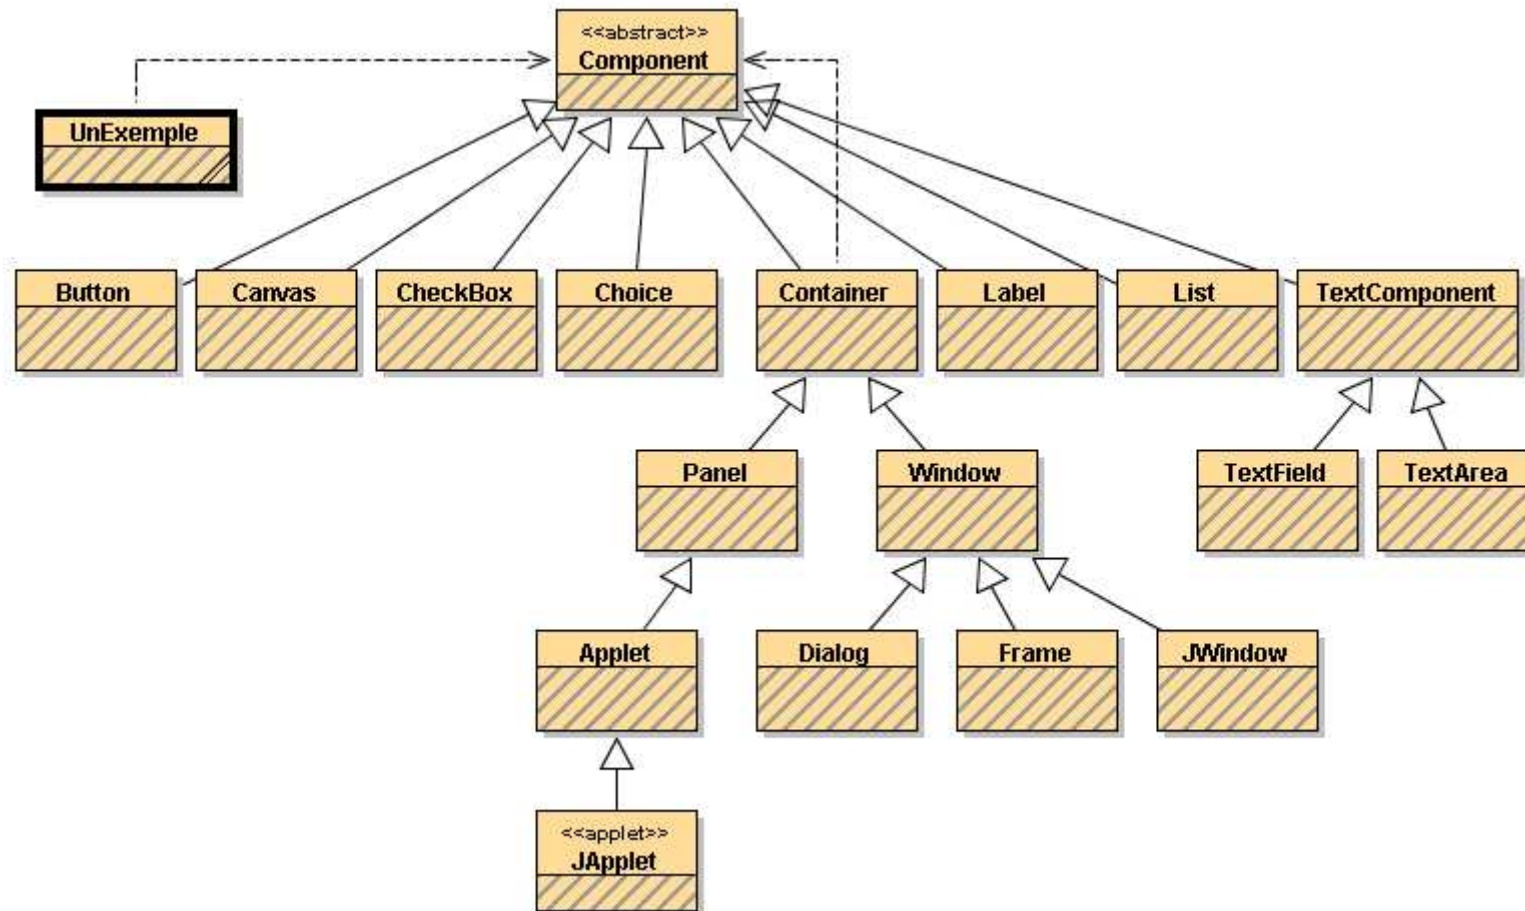 <<abstract>>
Component
UnExemple
Button
Canvas
CheckBox
Choice
Container
Label
List
TextComponent
Panel
Window
TextField
TextArea
Applet
Dialog
Frame
JWindow
<<applet>>
JApplet